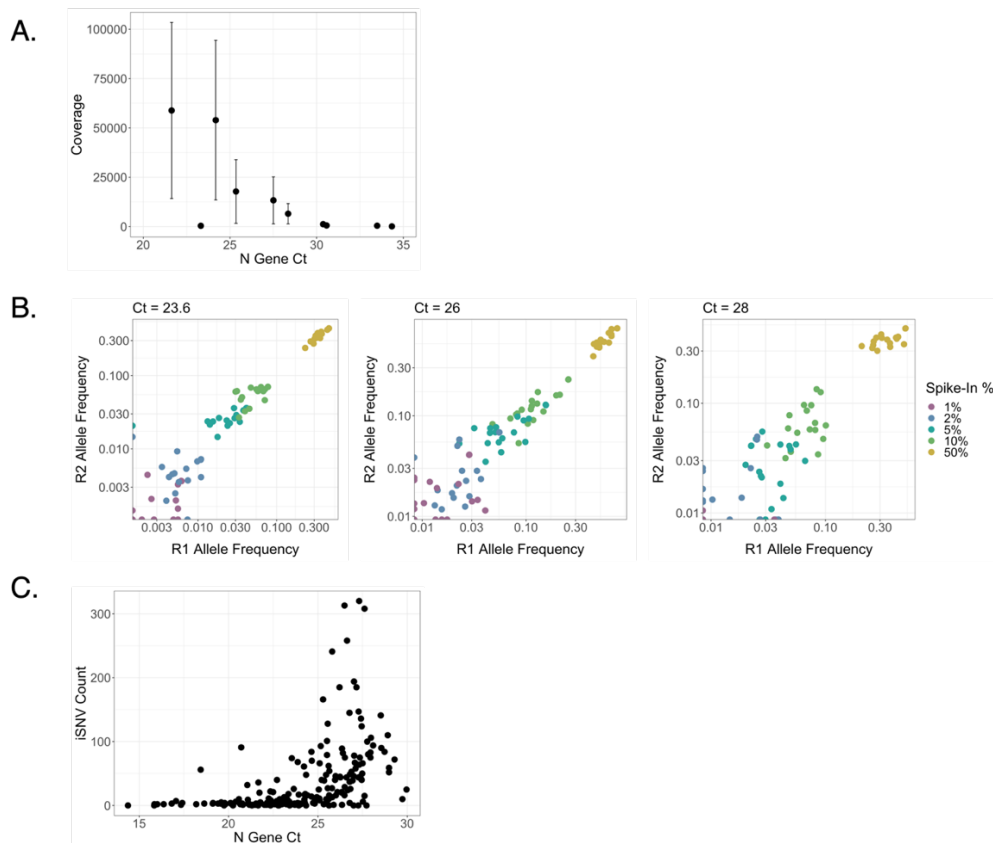 A.
100000
75000
50000
25000
0
Coverage
20 25 30 35
N Gene Ct
B.
Ct = 23.6
0.300
0.100
0.030
0.010
0.003
R2 Allele Frequency
0.003 0.010 0.030 0.100 0.300
R1 Allele Frequency
Ct = 26
0.30
0.10
0.03
0.01
R2 Allele Frequency
0.01 0.03 0.10 0.30
R1 Allele Frequency
Ct = 28
0.30
0.10
0.03
0.01
R2 Allele Frequency
0.01 0.03 0.10 0.30
R1 Allele Frequency
Spike-In %
1%
2%
5%
10%
50%
C.
300
200
100
0
iSNV Count
15 20 25 30
N Gene Ct